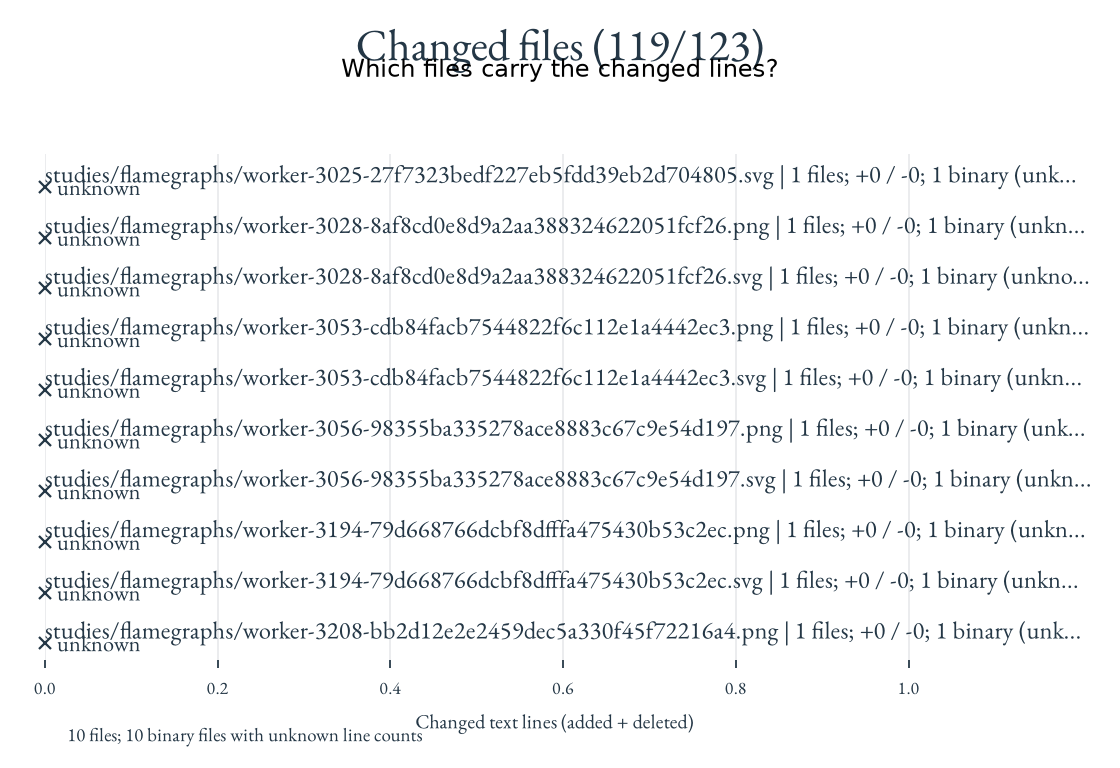 Changed files (119/123)
Which files carry the changed lines?
studies/flamegraphs/worker-3025-27f7323bedf227eb5fdd39eb2d704805.svg | 1 files; +0 / -0; 1 binary (unk...
unknown
studies/flamegraphs/worker-3028-8af8cd0e8d9a2aa388324622051fcf26.png | 1 files; +0 / -0; 1 binary (unkn...
unknown
studies/flamegraphs/worker-3028-8af8cd0e8d9a2aa388324622051fcf26.svg | 1 files; +0 / -0; 1 binary (unkno...
unknown
studies/flamegraphs/worker-3053-cdb84facb7544822f6c112e1a4442ec3.png | 1 files; +0 / -0; 1 binary (unkn...
unknown
studies/flamegraphs/worker-3053-cdb84facb7544822f6c112e1a4442ec3.svg | 1 files; +0 / -0; 1 binary (unkn...
unknown
studies/flamegraphs/worker-3056-98355ba335278ace8883c67c9e54d197.png | 1 files; +0 / -0; 1 binary (unk...
unknown
studies/flamegraphs/worker-3056-98355ba335278ace8883c67c9e54d197.svg | 1 files; +0 / -0; 1 binary (unkn...
unknown
studies/flamegraphs/worker-3194-79d668766dcbf8dfffa475430b53c2ec.png | 1 files; +0 / -0; 1 binary (unkn...
unknown
studies/flamegraphs/worker-3194-79d668766dcbf8dfffa475430b53c2ec.svg | 1 files; +0 / -0; 1 binary (unkn...
unknown
studies/flamegraphs/worker-3208-bb2d12e2e2459dec5a330f45f72216a4.png | 1 files; +0 / -0; 1 binary (unk...
unknown
0.0 0.2 0.4 0.6 0.8 1.0
Changed text lines (added + deleted)
10 files; 10 binary files with unknown line counts